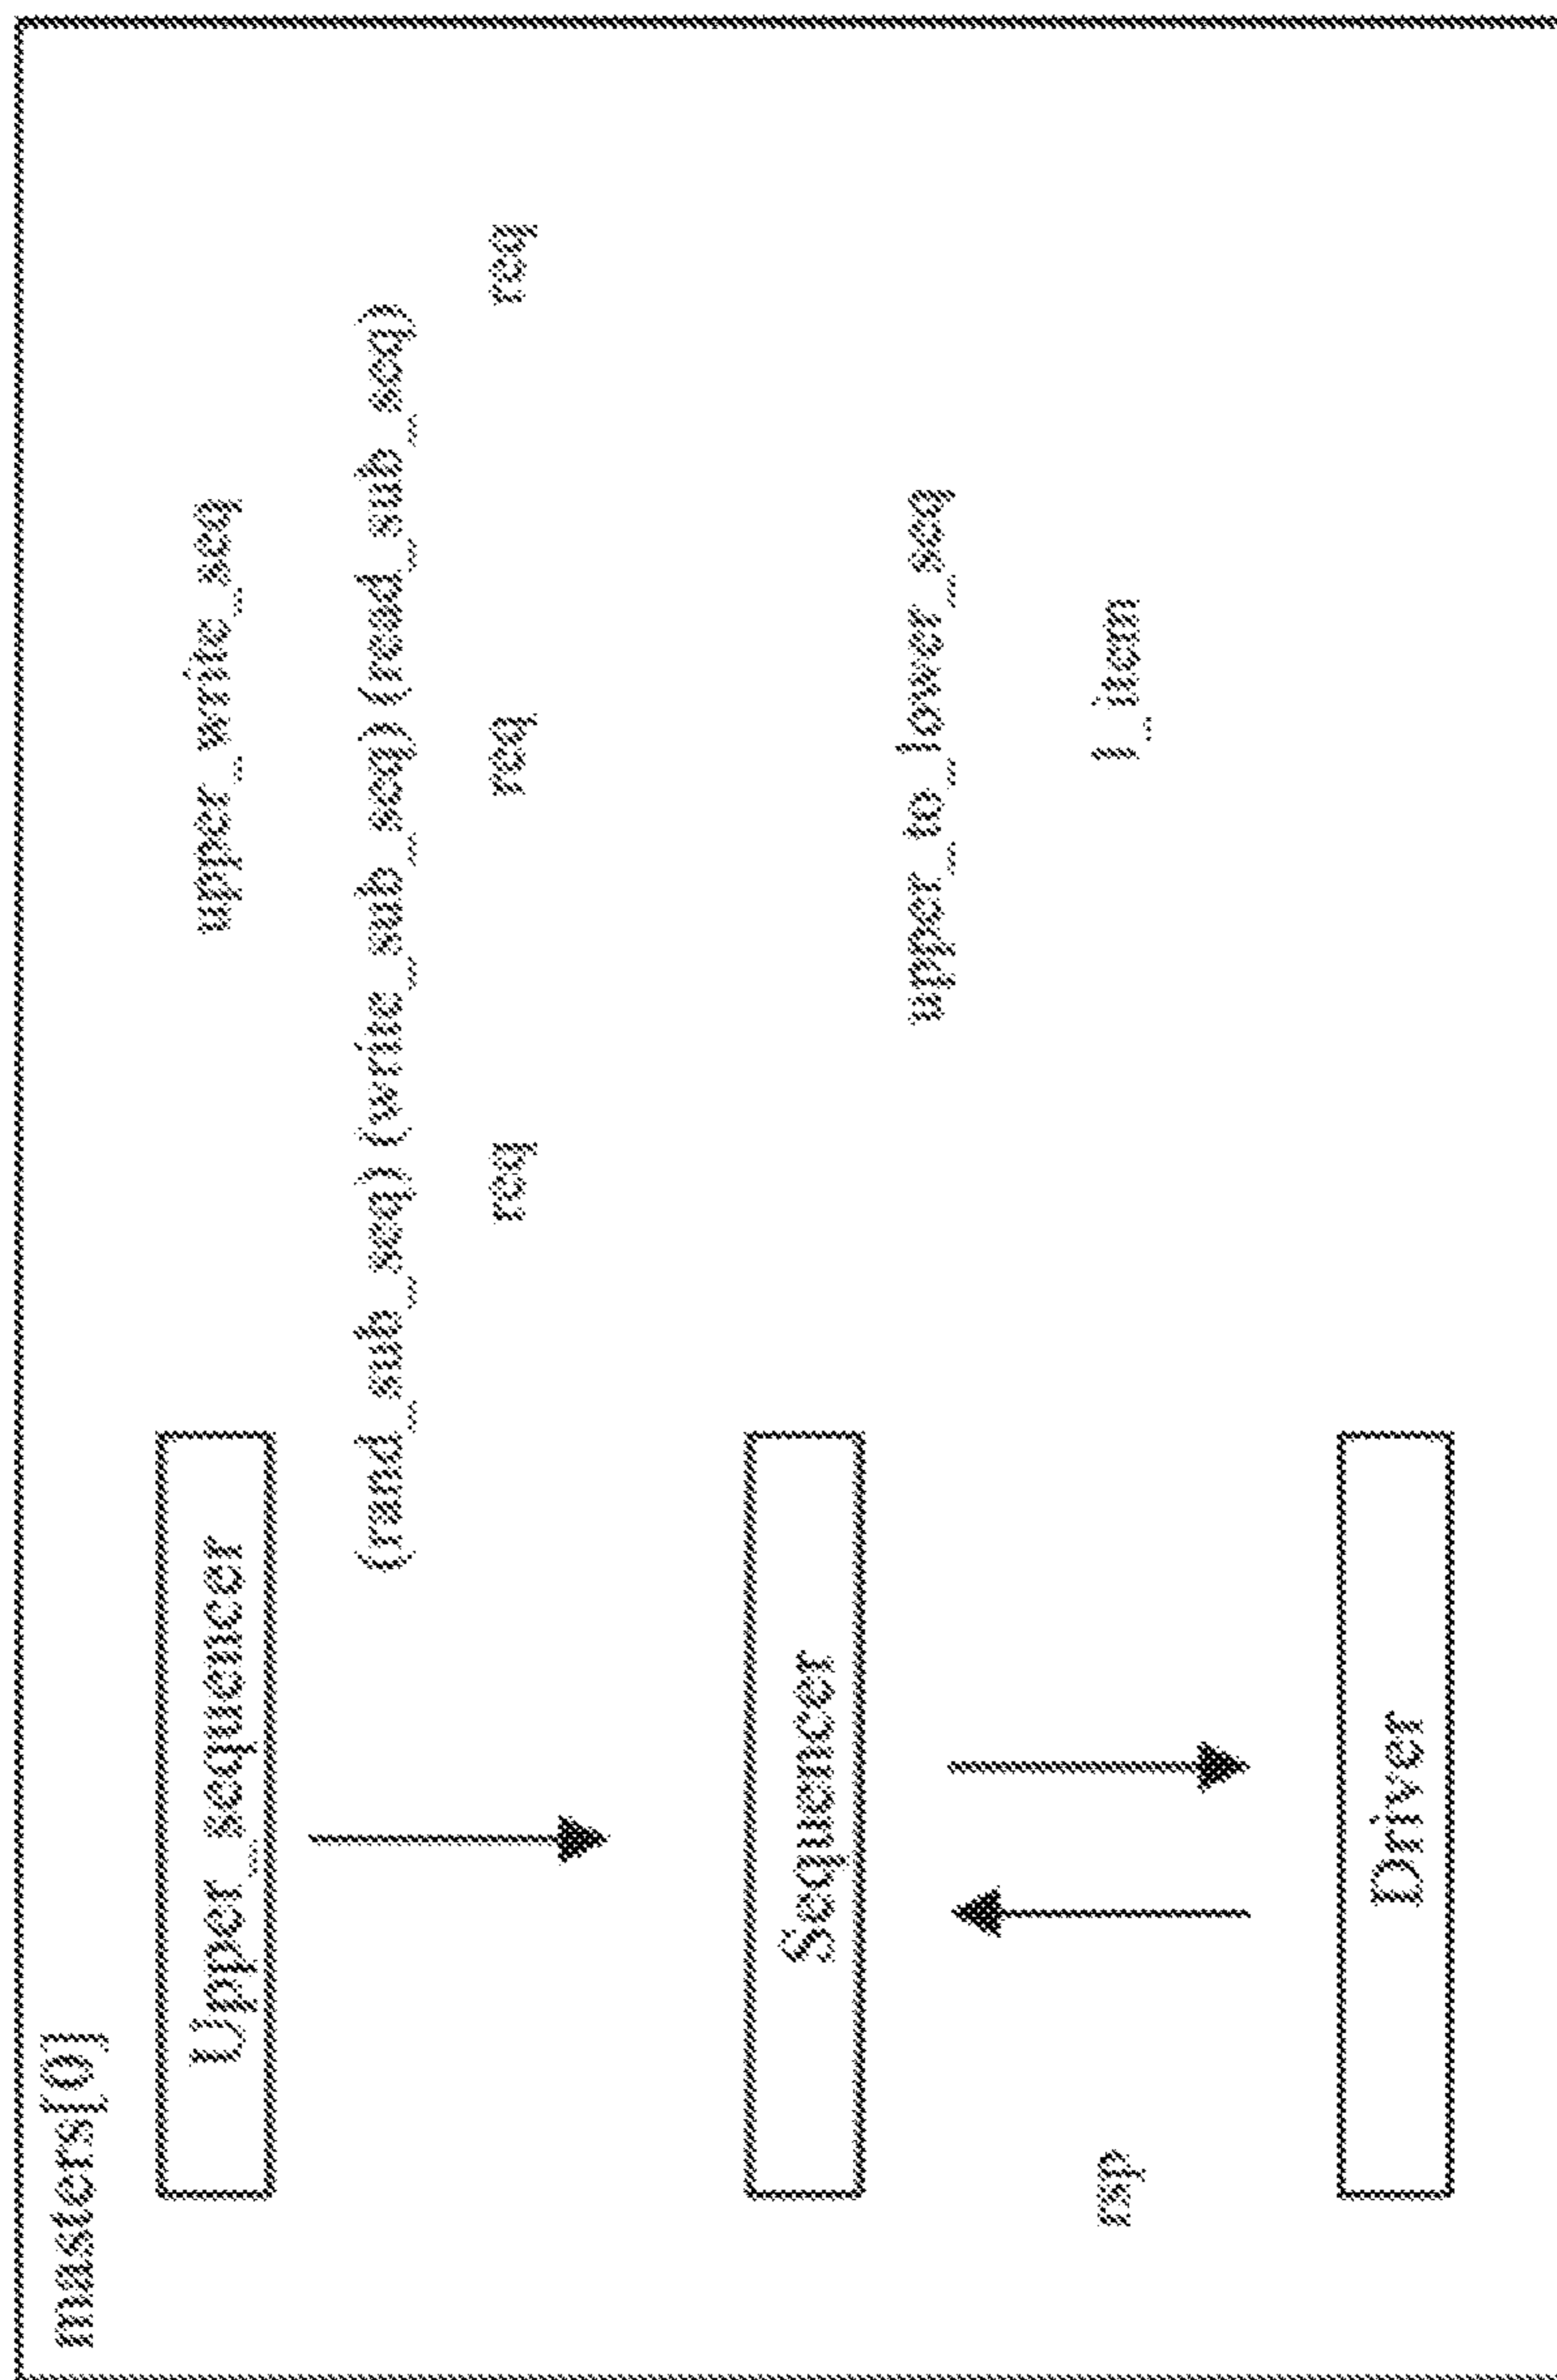 masters[0]
Upper_sequencer
upper_write_seq
(rand_sub_seq) (write_sub_seq) (read_sub_seq)
req req req
Sequencer
upper_to_lower_seq
rsp
l_item
Driver